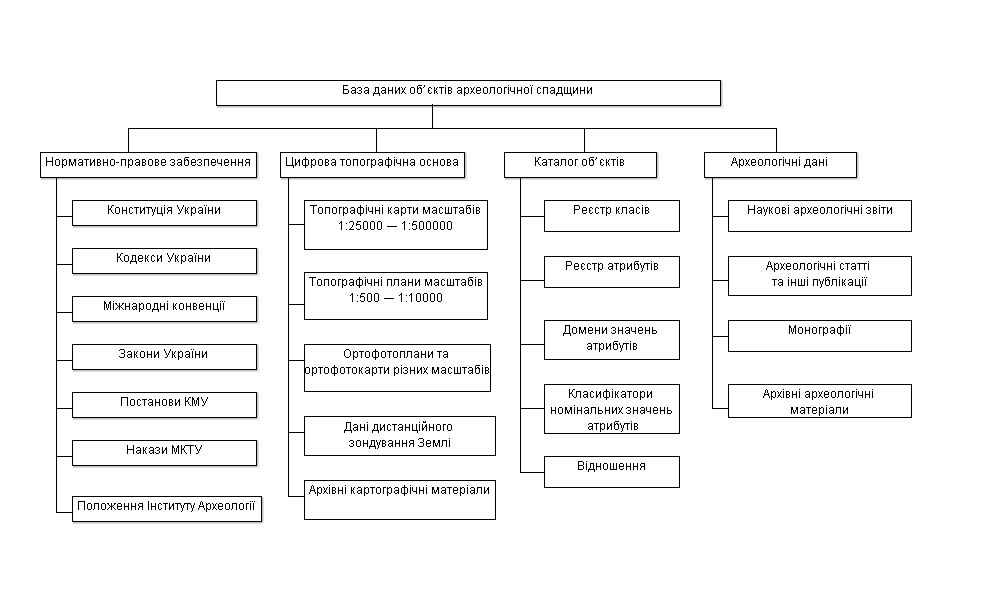 База даних об’єктів археологічної спадщини
Нормативно-правове забезпечення
Конституція України
Кодекси України
Міжнародні конвенції
Закони України
Постанови КМУ
Накази МКТУ
Положення Інституту Археології
Цифрова топографічна основа
Топографічні карти масштабів
1:25000 — 1:500000
Топографічні плани масштабів
1:500 — 1:10000
Ортофотоплани та
ортофотокарти різних масштабів
Дані дистанційного
зондування Землі
Архівні картографічні матеріали
Каталог об’єктів
Реєстр класів
Реєстр атрибутів
Домени значень
атрибутів
Класифікатори
номінальних значень
атрибутів
Відношення
Археологічні дані
Наукові археологічні звіти
Археологічні статті
та інші публікації
Монографії
Архівні археологічні
матеріали